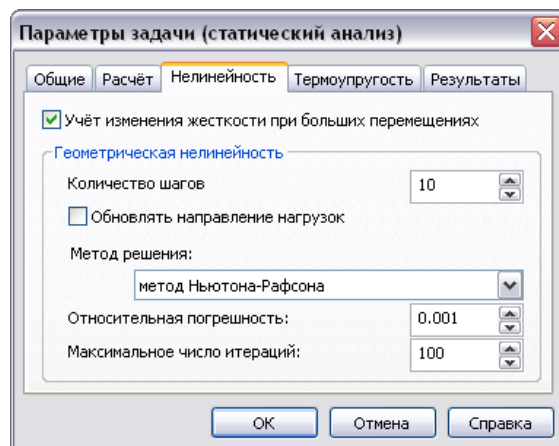 Параметры задачи (статический анализ)
Общие Расчёт Нелинейность Термоупругость Результаты
Учёт изменения жесткости при больших перемещениях
Геометрическая нелинейность
Количество шагов 10
Обновлять направление нагрузок
Метод решения:
метод Ньютона-Рафсона
Относительная погрешность: 0.001
Максимальное число итераций: 100
ОК Отмена Справка